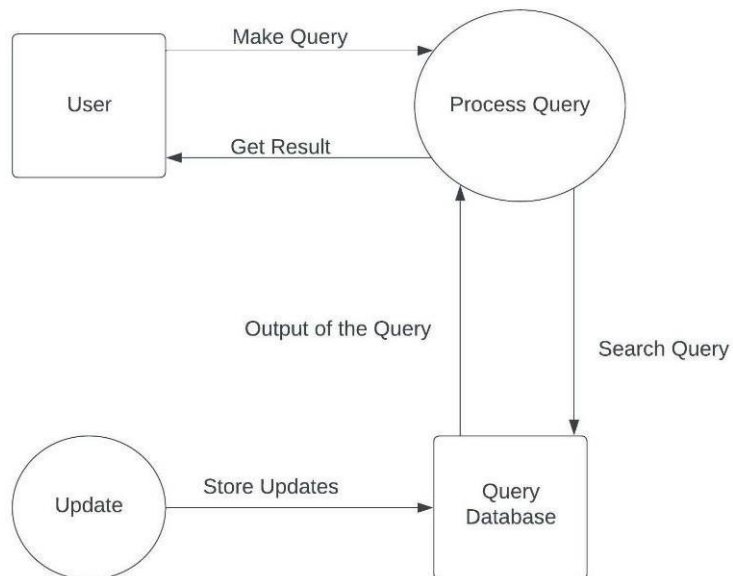 Make Query
User
Process Query
Get Result
Output of the Query
Search Query
Update
Store Updates
Query
Database